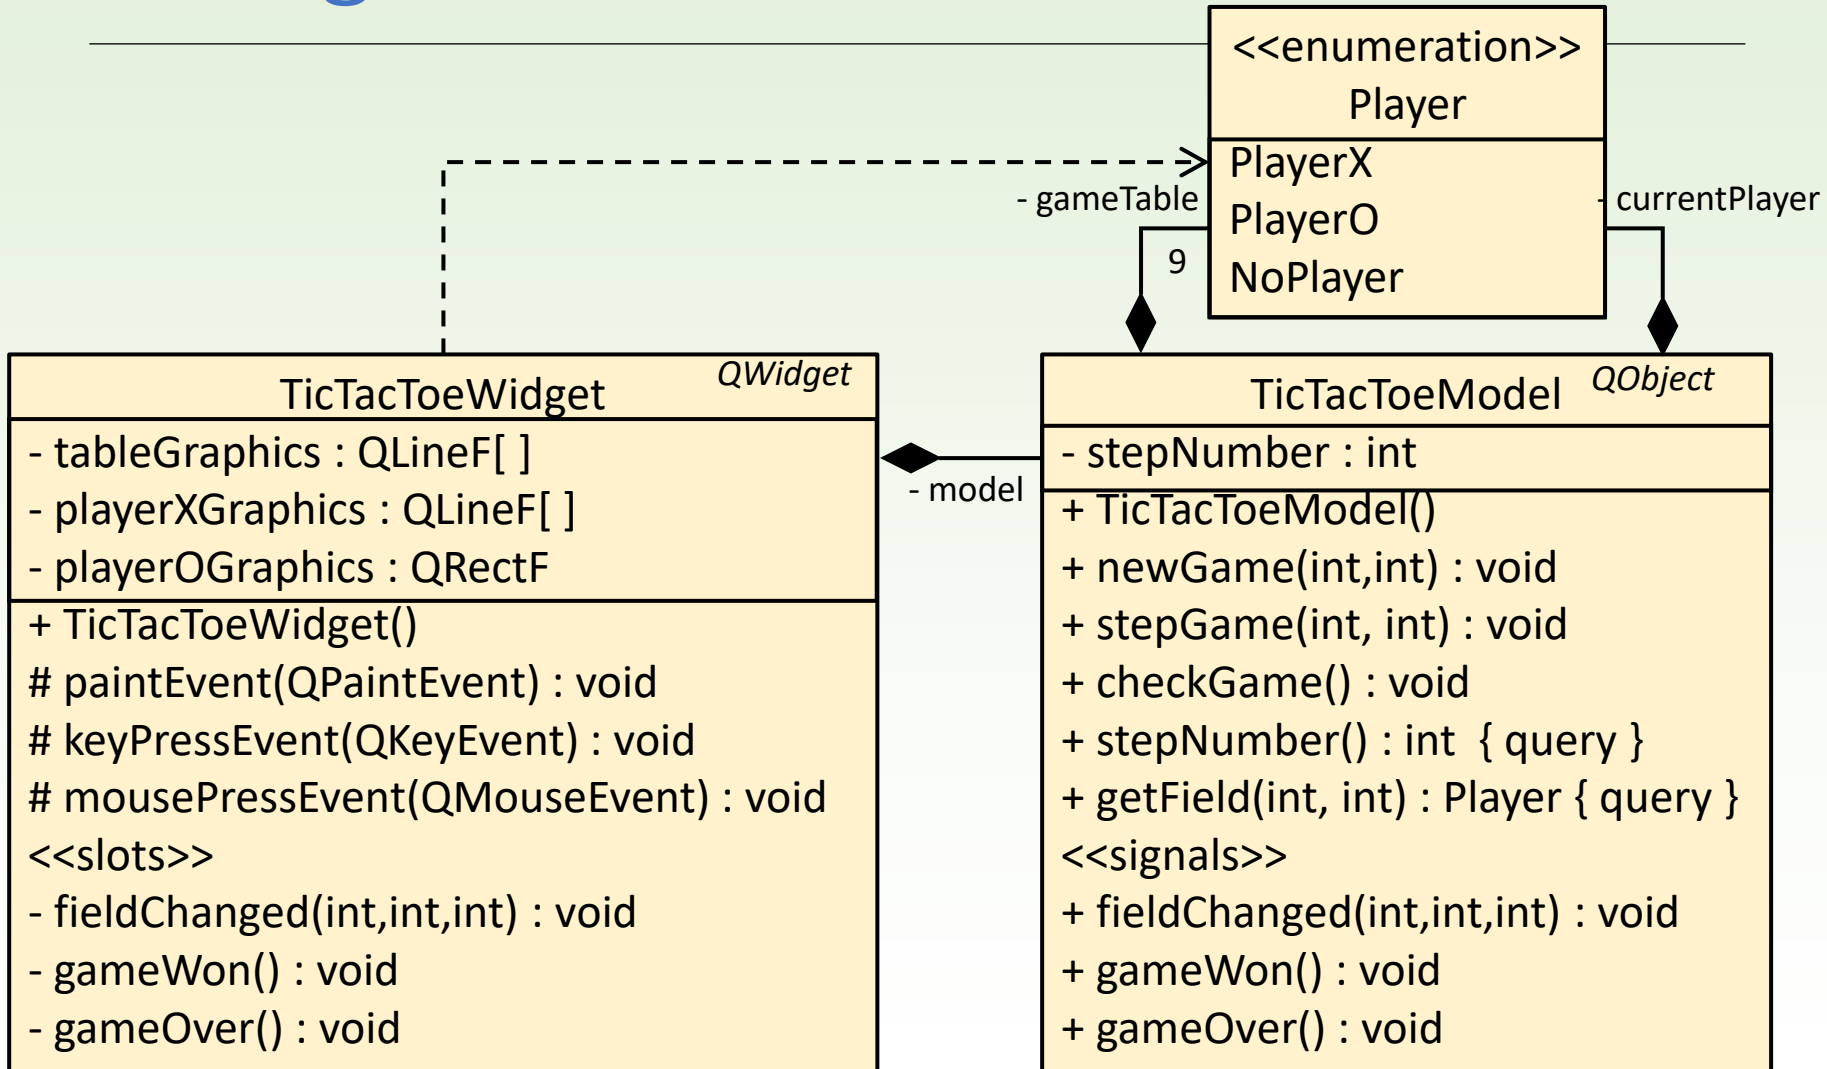 <<enumeration>>
Player
PlayerX
PlayerO
NoPlayer
- gameTable
9
- currentPlayer
TicTacToeWidget
QWidget
- tableGraphics : QLineF[ ]
- playerXGraphics : QLineF[ ]
- playerOGraphics : QRectF
+ TicTacToeWidget()
# paintEvent(QPaintEvent) : void
# keyPressEvent(QKeyEvent) : void
# mousePressEvent(QMouseEvent) : void
<<slots>>
- fieldChanged(int,int,int) : void
- gameWon() : void
- gameOver() : void
- model
TicTacToeModel
QObject
- stepNumber : int
+ TicTacToeModel()
+ newGame(int,int) : void
+ stepGame(int, int) : void
+ checkGame() : void
+ stepNumber() : int { query }
+ getField(int, int) : Player { query }
<<signals>>
+ fieldChanged(int,int,int) : void
+ gameWon() : void
+ gameOver() : void